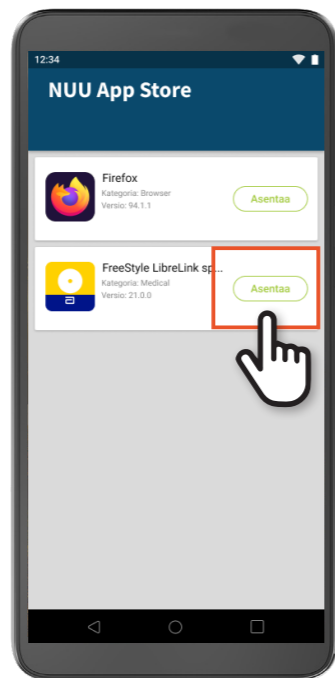 12:34
NUU App Store
Firefox
Kategoria: Browser
Versio: 94.1.1
Asentaa
FreeStyle LibreLink sp...
Kategoria: Medical
Versio: 21.0.0
Asentaa